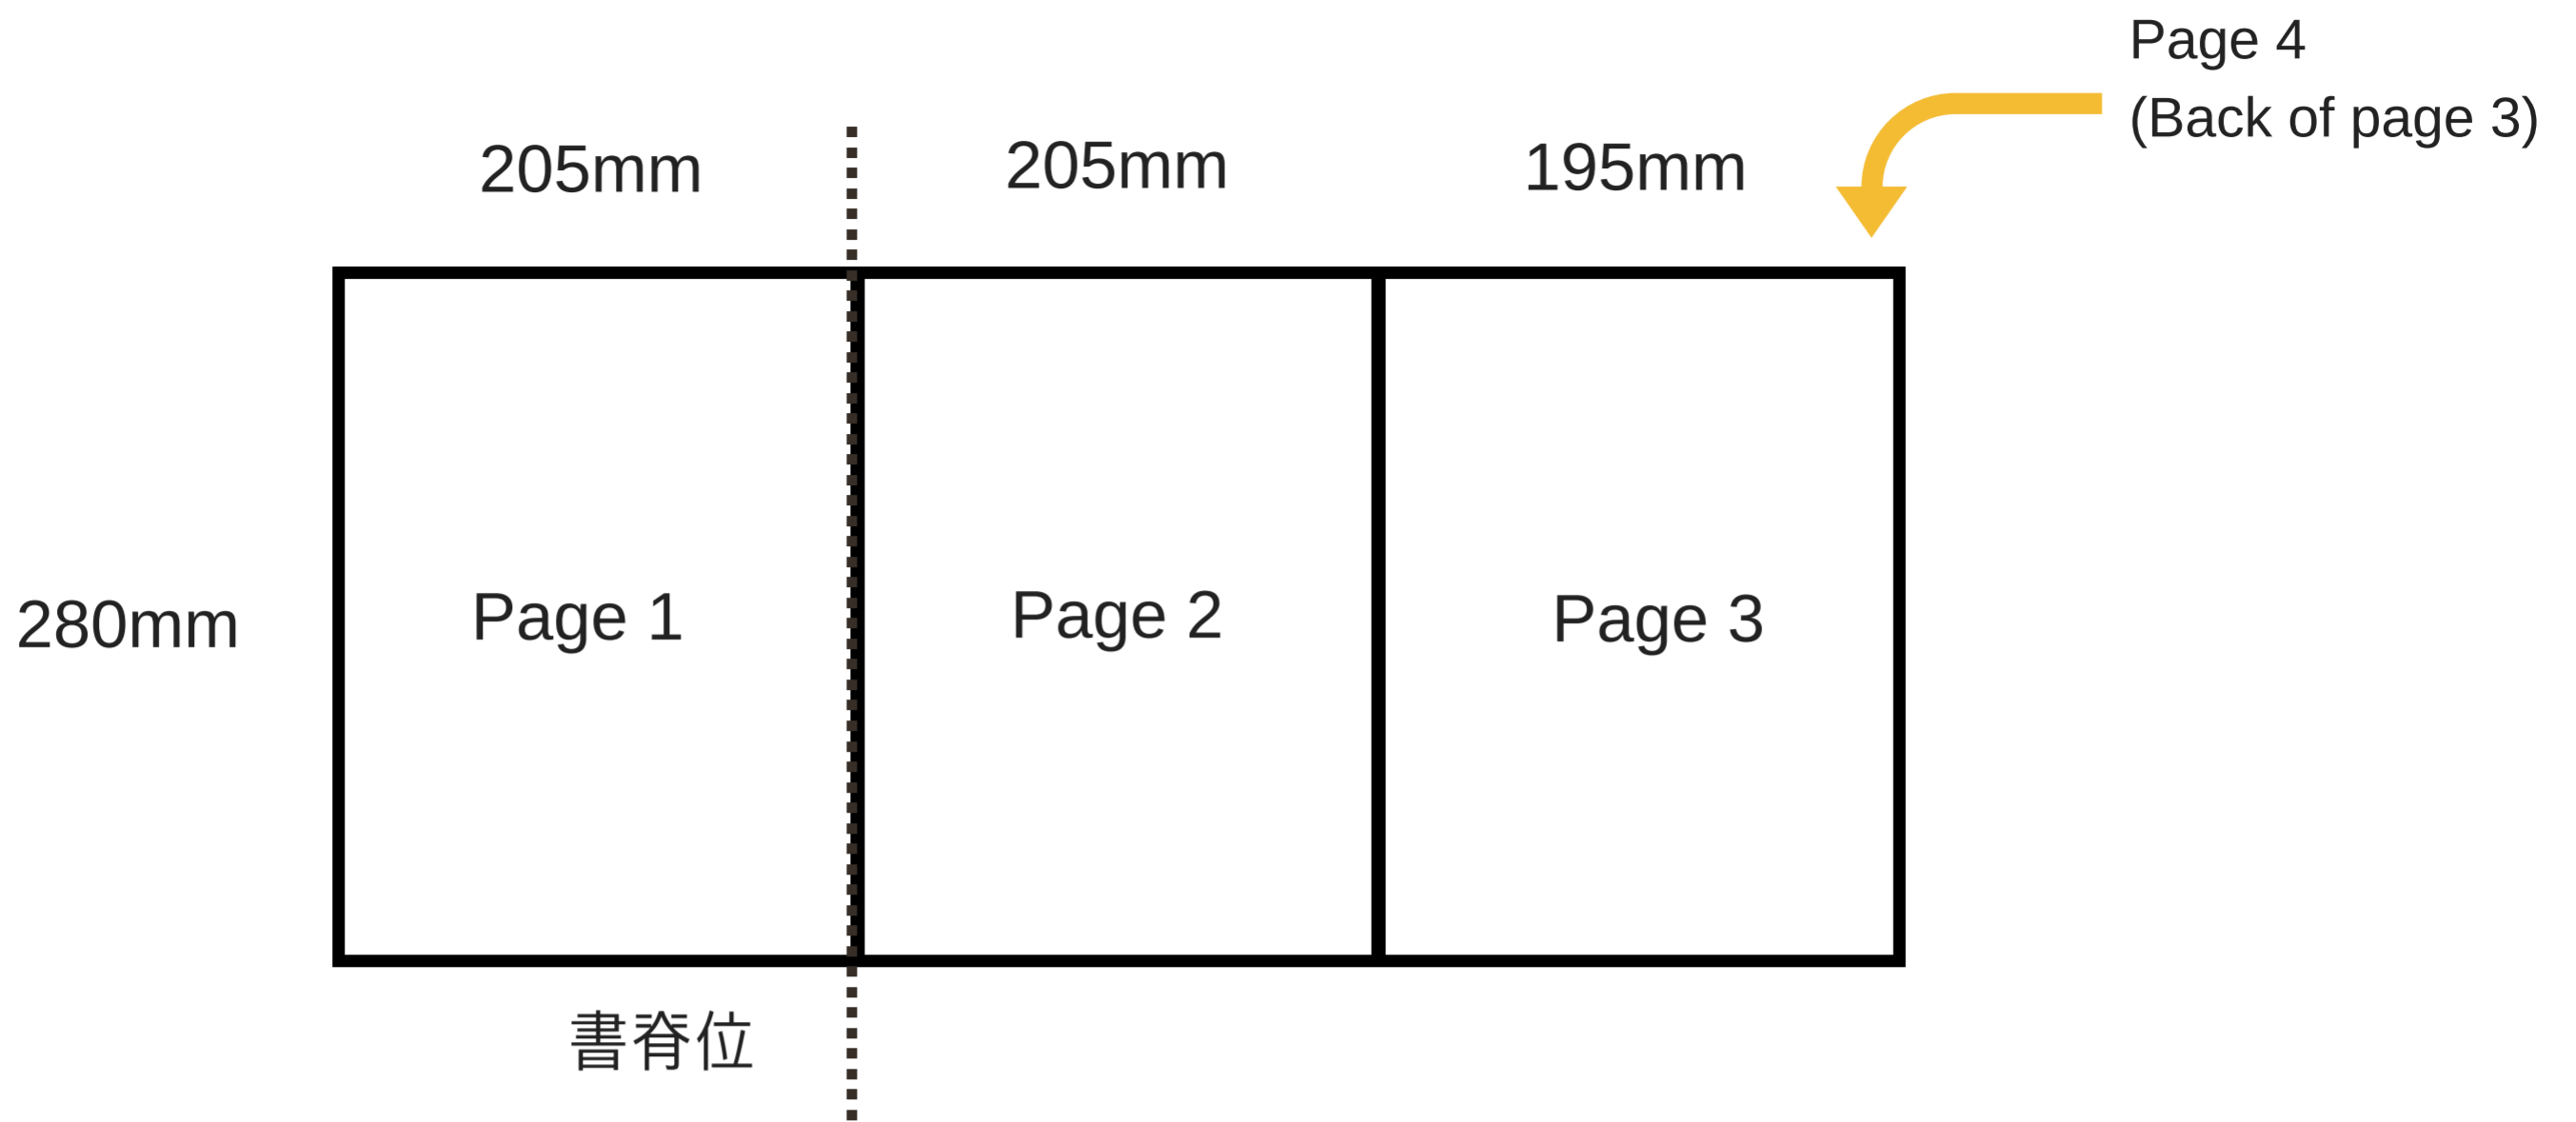 Page 4
(Back of page 3)
205mm
205mm
195mm
280mm
Page 1
Page 2
Page 3
書脊位